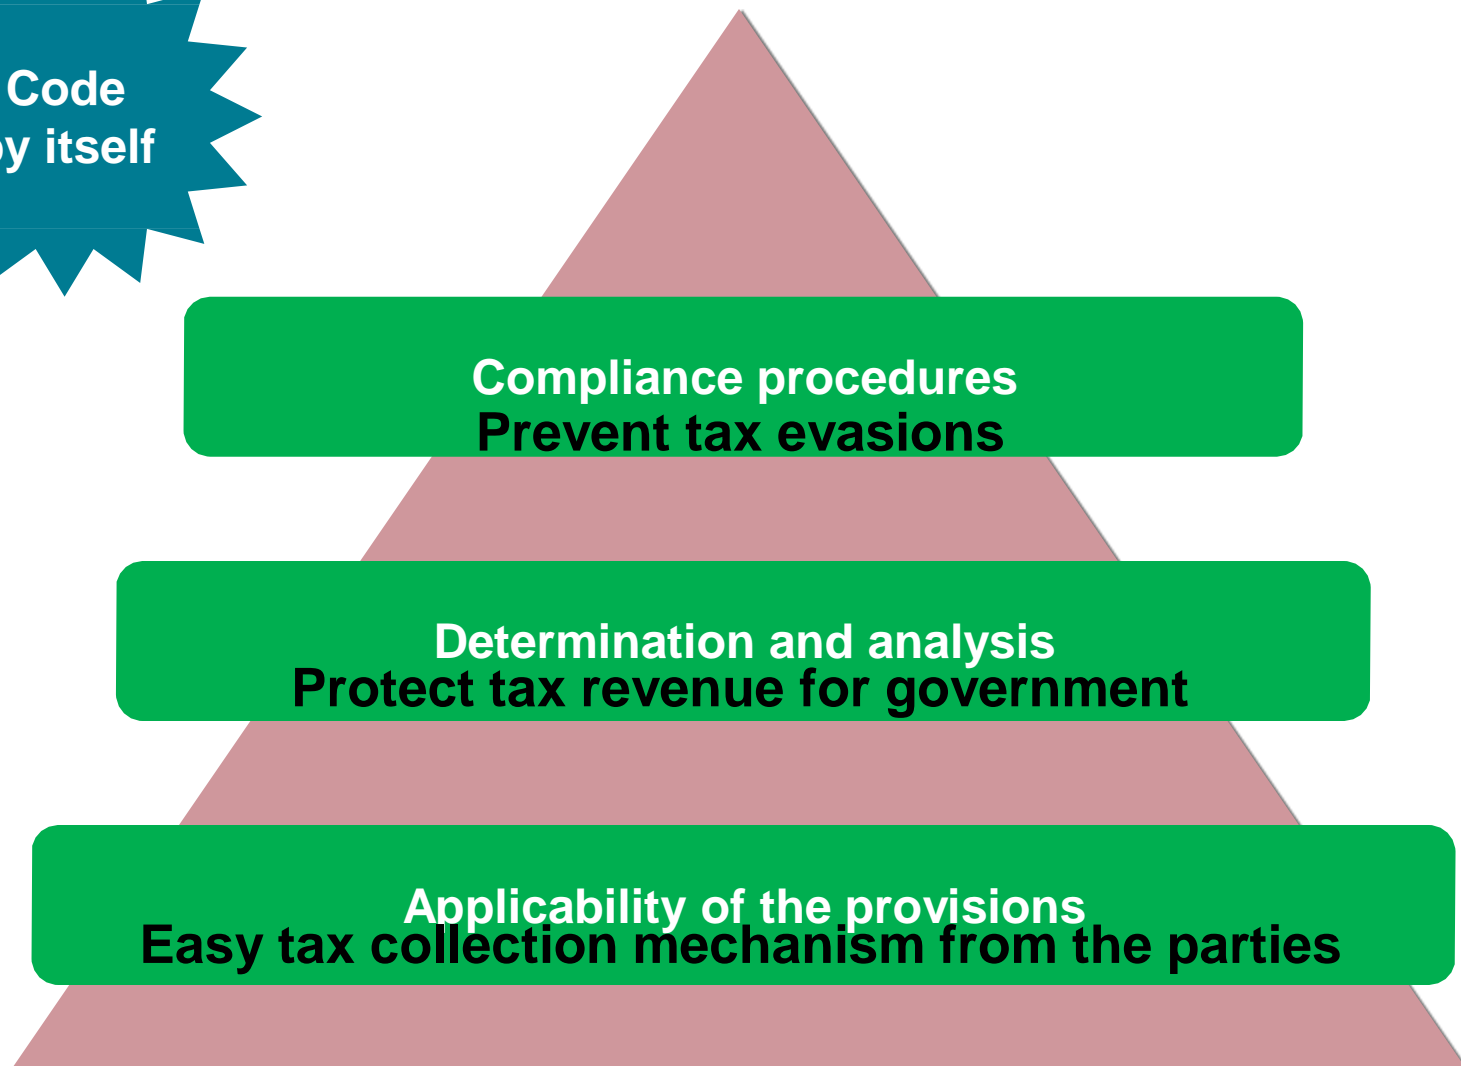 Code
by itself
Compliance procedures
Prevent tax evasions
Determination and analysis
Protect tax revenue for government
Applicability of the provisions
Easy tax collection mechanism from the parties